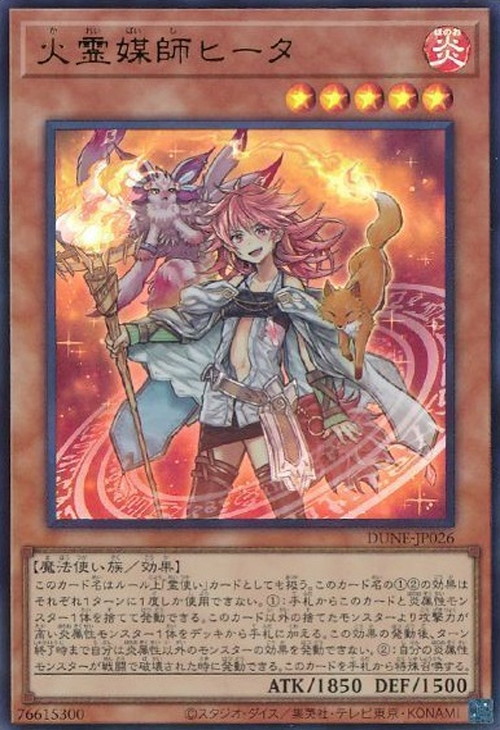 火霊媒師ヒータ
炎
DUNE-JP026
【魔法使い族／効果】
このカード名はルール上「霊使い」カードとしても扱う。このカード名の①②の効果は
それぞれ1ターンに1度しか使用できない。①：手札からこのカードと炎属性モン
スター1体を捨てて発動できる。このカード以外の捨てたモンスターより攻撃力が
高い炎属性モンスター1体をデッキから手札に加える。この効果の発動後、ターン
終了時まで自分は炎属性以外のモンスターの効果を発動できない。②：自分の炎属性
モンスターが戦闘で破壊された時に発動できる。このカードを手札から特殊召喚する。
ATK/1850 DEF/1500
76615300
©スタジオ・ダイス／集英社・テレビ東京・KONAMI